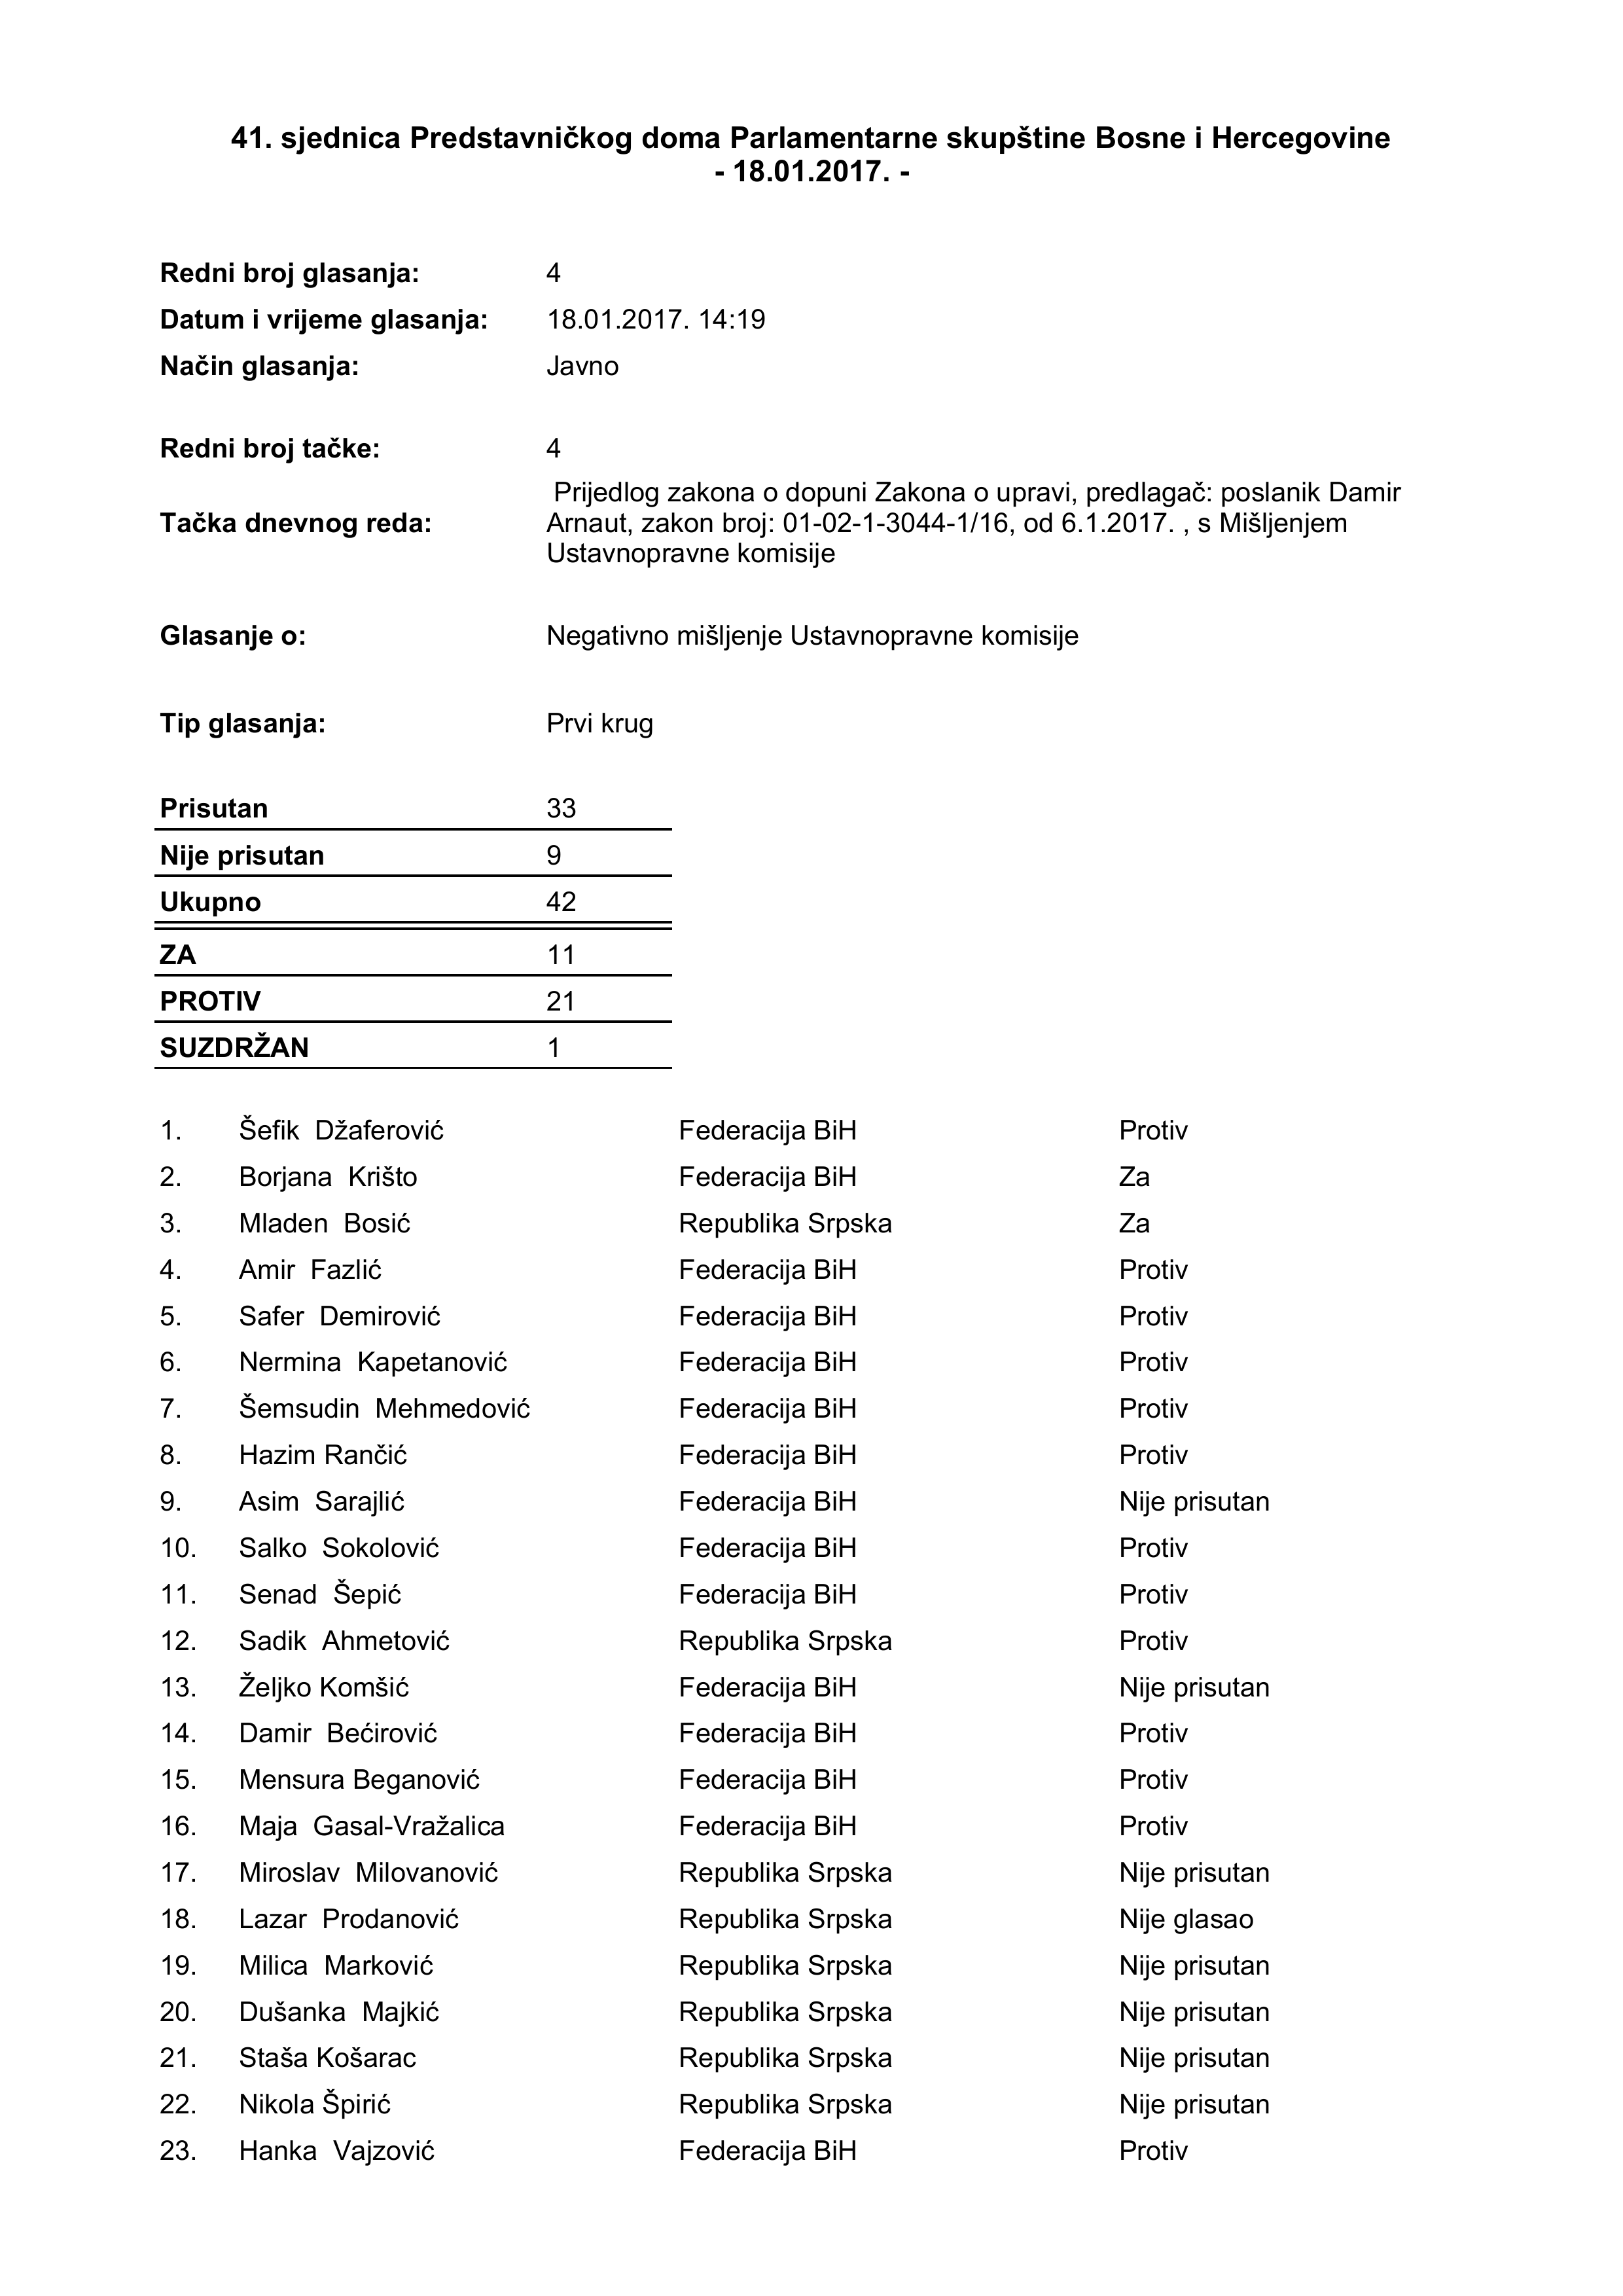 41. sjednica Predstavničkog doma Parlamentarne skupštine Bosne i Hercegovine
- 18.01.2017. -
Redni broj glasanja: 4
Datum i vrijeme glasanja: 18.01.2017. 14:19
Način glasanja: Javno
Redni broj tačke: 4
Prijedlog zakona o dopuni Zakona o upravi, predlagač: poslanik Damir
Tačka dnevnog reda: Arnaut, zakon broj: 01-02-1-3044-1/16, od 6.1.2017. , s Mišljenjem
Ustavnopravne komisije
Glasanje o: Negativno mišljenje Ustavnopravne komisije
Tip glasanja: Prvi krug
Prisutan 33
Nije prisutan 9
Ukupno 42
ZA 11
PROTIV 21
SUZDRŽAN 1
1. Šefik Džaferović Federacija BiH Protiv
2. Borjana Krišto Federacija BiH Za
3. Mladen Bosić Republika Srpska Za
4. Amir Fazlić Federacija BiH Protiv
5. Safer Demirović Federacija BiH Protiv
6. Nermina Kapetanović Federacija BiH Protiv
7. Šemsudin Mehmedović Federacija BiH Protiv
8. Hazim Rančić Federacija BiH Protiv
9. Asim Sarajlić Federacija BiH Nije prisutan
10. Salko Sokolović Federacija BiH Protiv
11. Senad Šepić Federacija BiH Protiv
12. Sadik Ahmetović Republika Srpska Protiv
13. Željko Komšić Federacija BiH Nije prisutan
14. Damir Bećirović Federacija BiH Protiv
15. Mensura Beganović Federacija BiH Protiv
16. Maja Gasal-Vražalica Federacija BiH Protiv
17. Miroslav Milovanović Republika Srpska Nije prisutan
18. Lazar Prodanović Republika Srpska Nije glasao
19. Milica Marković Republika Srpska Nije prisutan
20. Dušanka Majkić Republika Srpska Nije prisutan
21. Staša Košarac Republika Srpska Nije prisutan
22. Nikola Špirić Republika Srpska Nije prisutan
23. Hanka Vajzović Federacija BiH Protiv